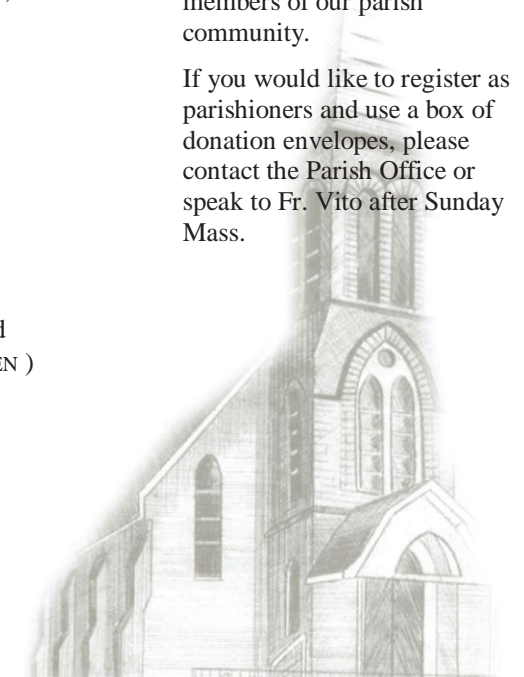 members of our parish
community.
If you would like to register as
parishioners and use a box of
donation envelopes, please
contact the Parish Office or
speak to Fr. Vito after Sunday
Mass.
)